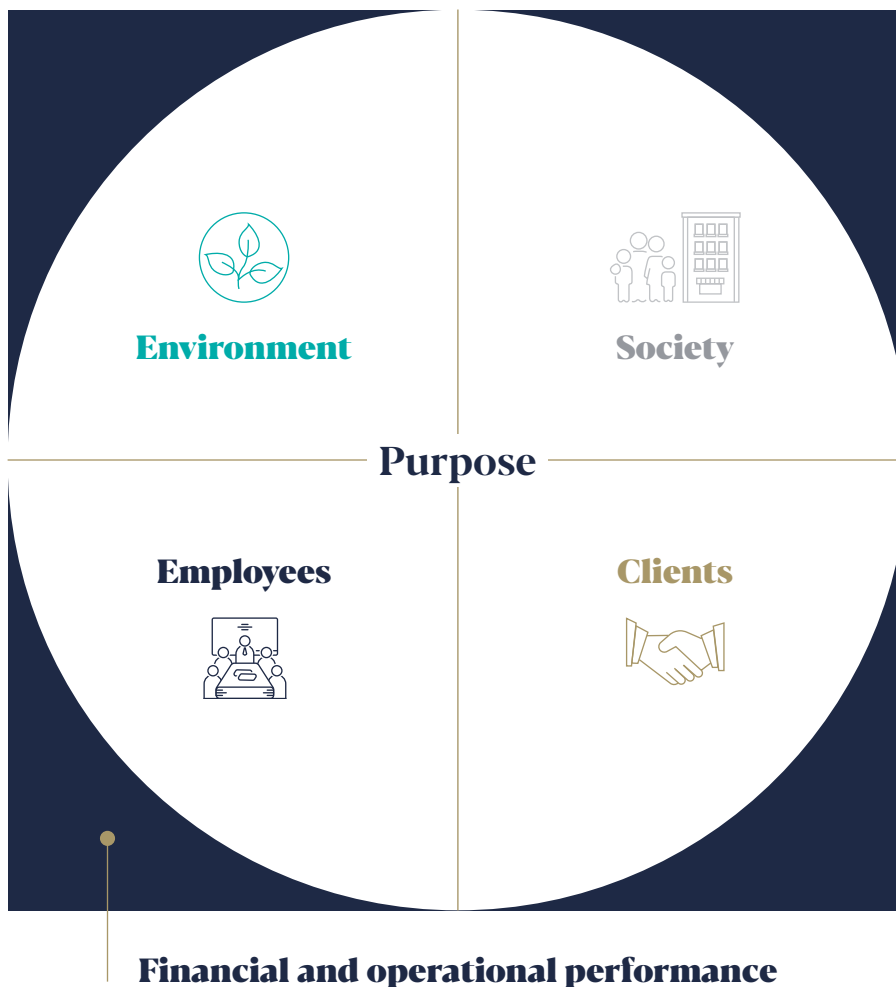 Environment
Society
Purpose
Employees
Clients
Financial and operational performance